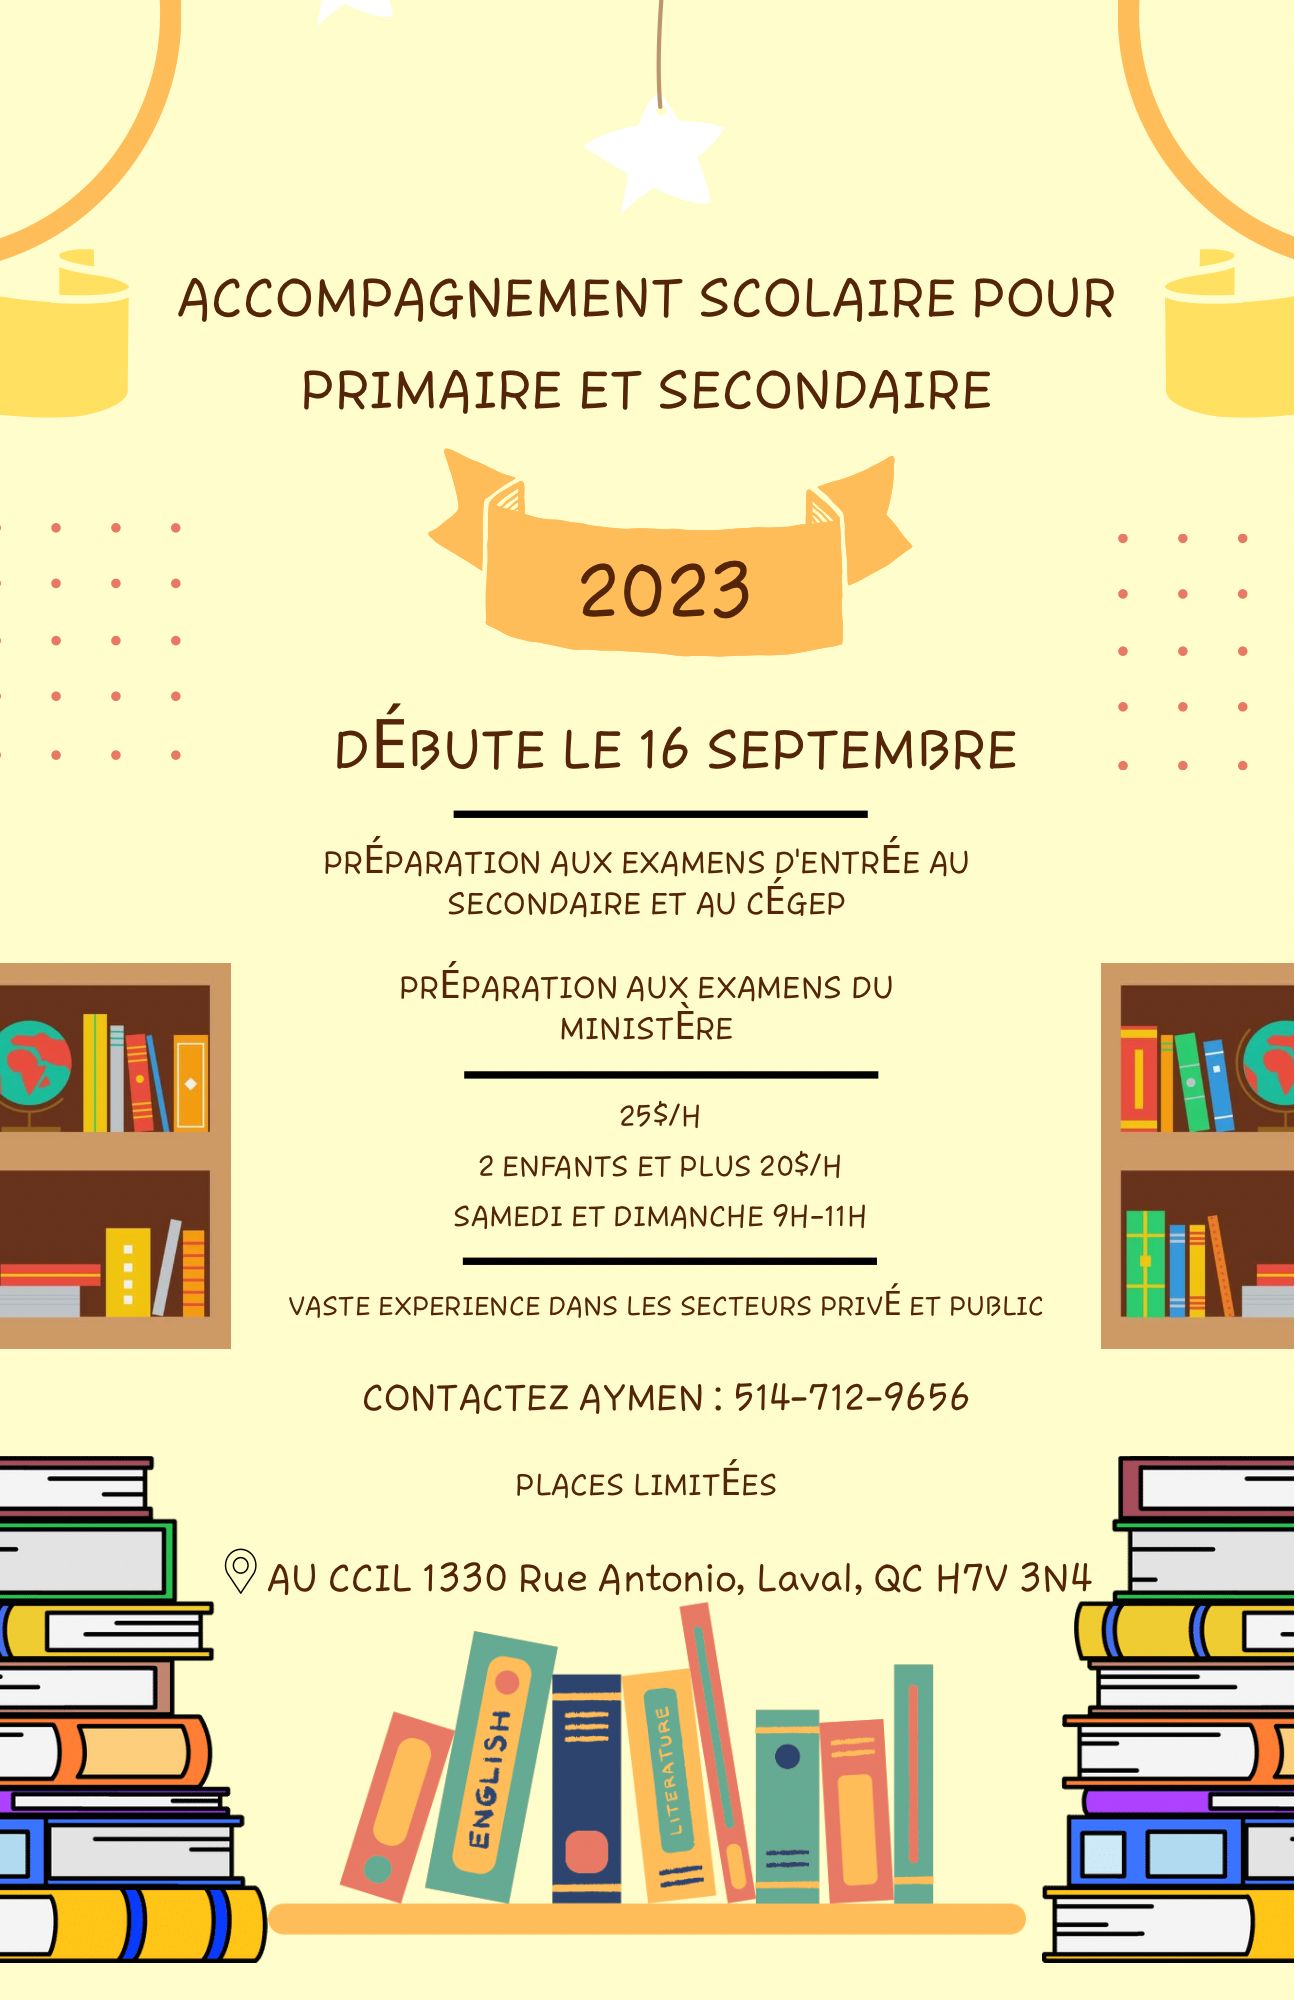 ACCOMPAGNEMENT SCOLAIRE POUR
PRIMAIRE ET SECONDAIRE
2023
DÉBUTE LE 16 SEPTEMBRE
PRÉPARATION AUX EXAMENS D'ENTRÉE AU
SECONDAIRE ET AU CÉGEP
PRÉPARATION AUX EXAMENS DU
MINISTÈRE
25$/H
2 ENFANTS ET PLUS 20$/H
SAMEDI ET DIMANCHE 9H-11H
VASTE EXPERIENCE DANS LES SECTEURS PRIVÉ ET PUBLIC
CONTACTEZ AYMEN : 514-712-9656
PLACES LIMITÉES
AU CCIL 1330 Rue Antonio, Laval, QC H7V 3N4
ENGLISH
LITERATURE